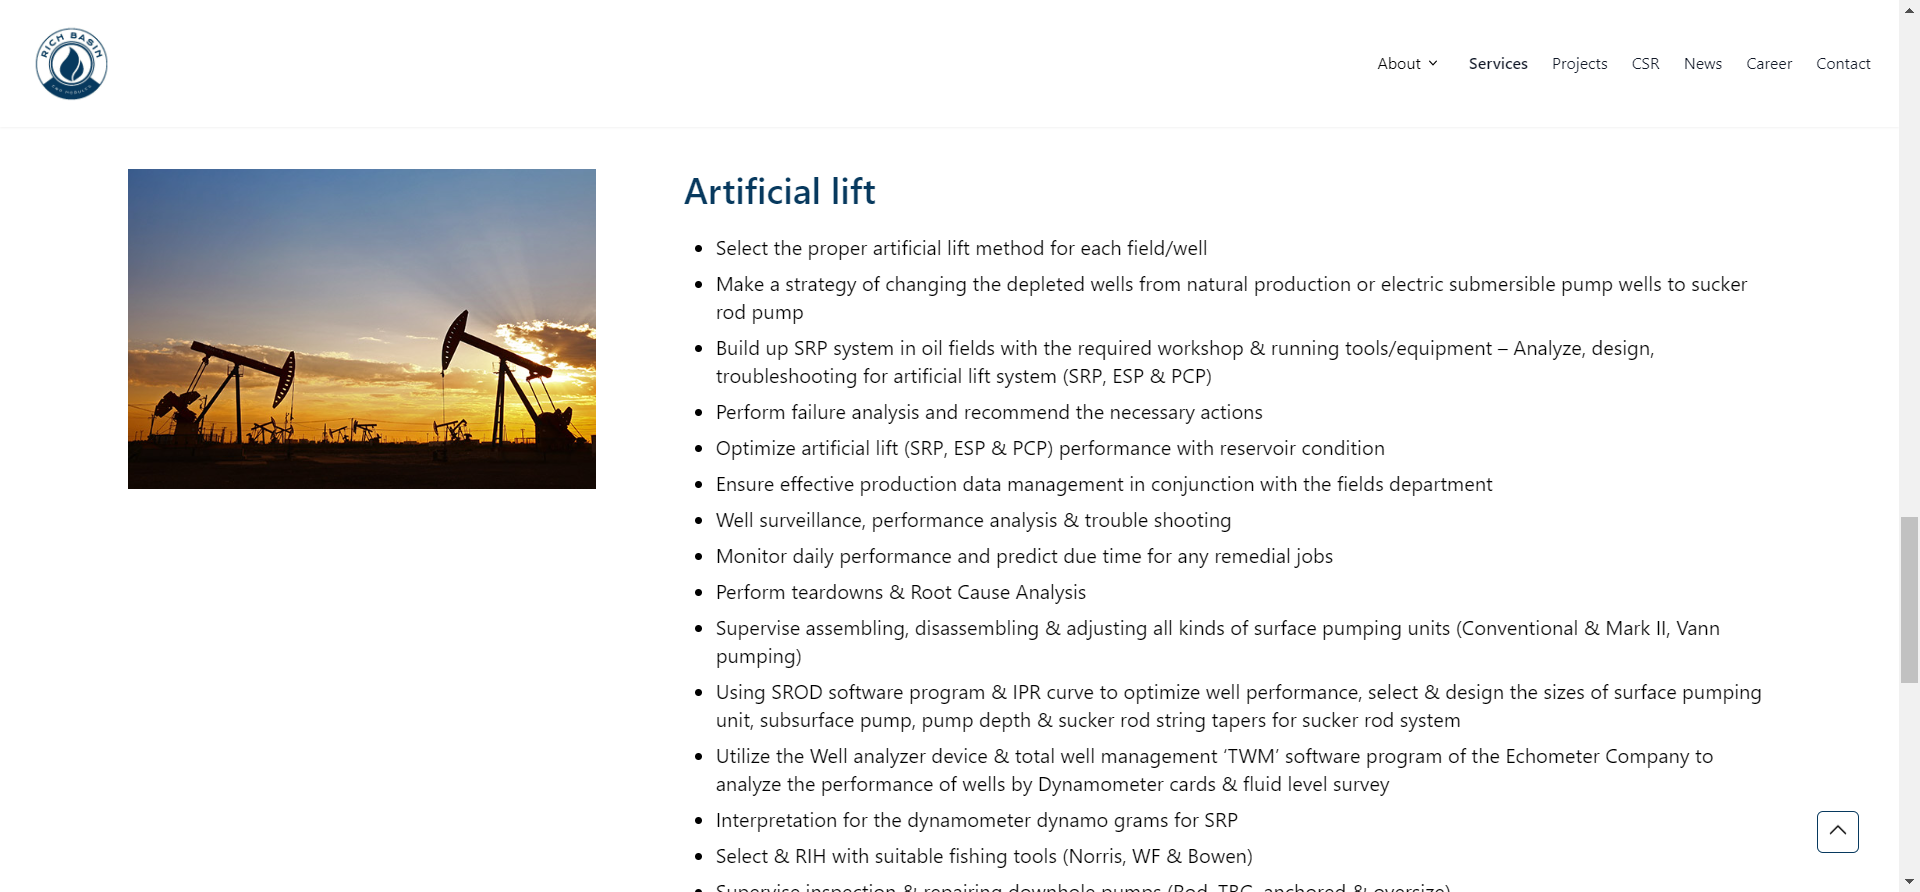 RICH BASIN
About
Services
Projects
CSR
News
Career
Contact
Artificial lift
• Select the proper artificial lift method for each field/well
• Make a strategy of changing the depleted wells from natural production or electric submersible pump wells to sucker
rod pump
• Build up SRP system in oil fields with the required workshop & running tools/equipment – Analyze, design,
troubleshooting for artificial lift system (SRP, ESP & PCP)
• Perform failure analysis and recommend the necessary actions
• Optimize artificial lift (SRP, ESP & PCP) performance with reservoir condition
• Ensure effective production data management in conjunction with the fields department
• Well surveillance, performance analysis & trouble shooting
• Monitor daily performance and predict due time for any remedial jobs
• Perform teardowns & Root Cause Analysis
• Supervise assembling, disassembling & adjusting all kinds of surface pumping units (Conventional & Mark II, Vann
pumping)
• Using SROD software program & IPR curve to optimize well performance, select & design the sizes of surface pumping
unit, subsurface pump, pump depth & sucker rod string tapers for sucker rod system
• Utilize the Well analyzer device & total well management ‘TWM’ software program of the Echometer Company to
analyze the performance of wells by Dynamometer cards & fluid level survey
• Interpretation for the dynamometer dynamo grams for SRP
• Select & RIH with suitable fishing tools (Norris, WF & Bowen)
• Supervise inspection & repairing downhole pumps (Rod, TBG, anchored & oversize)